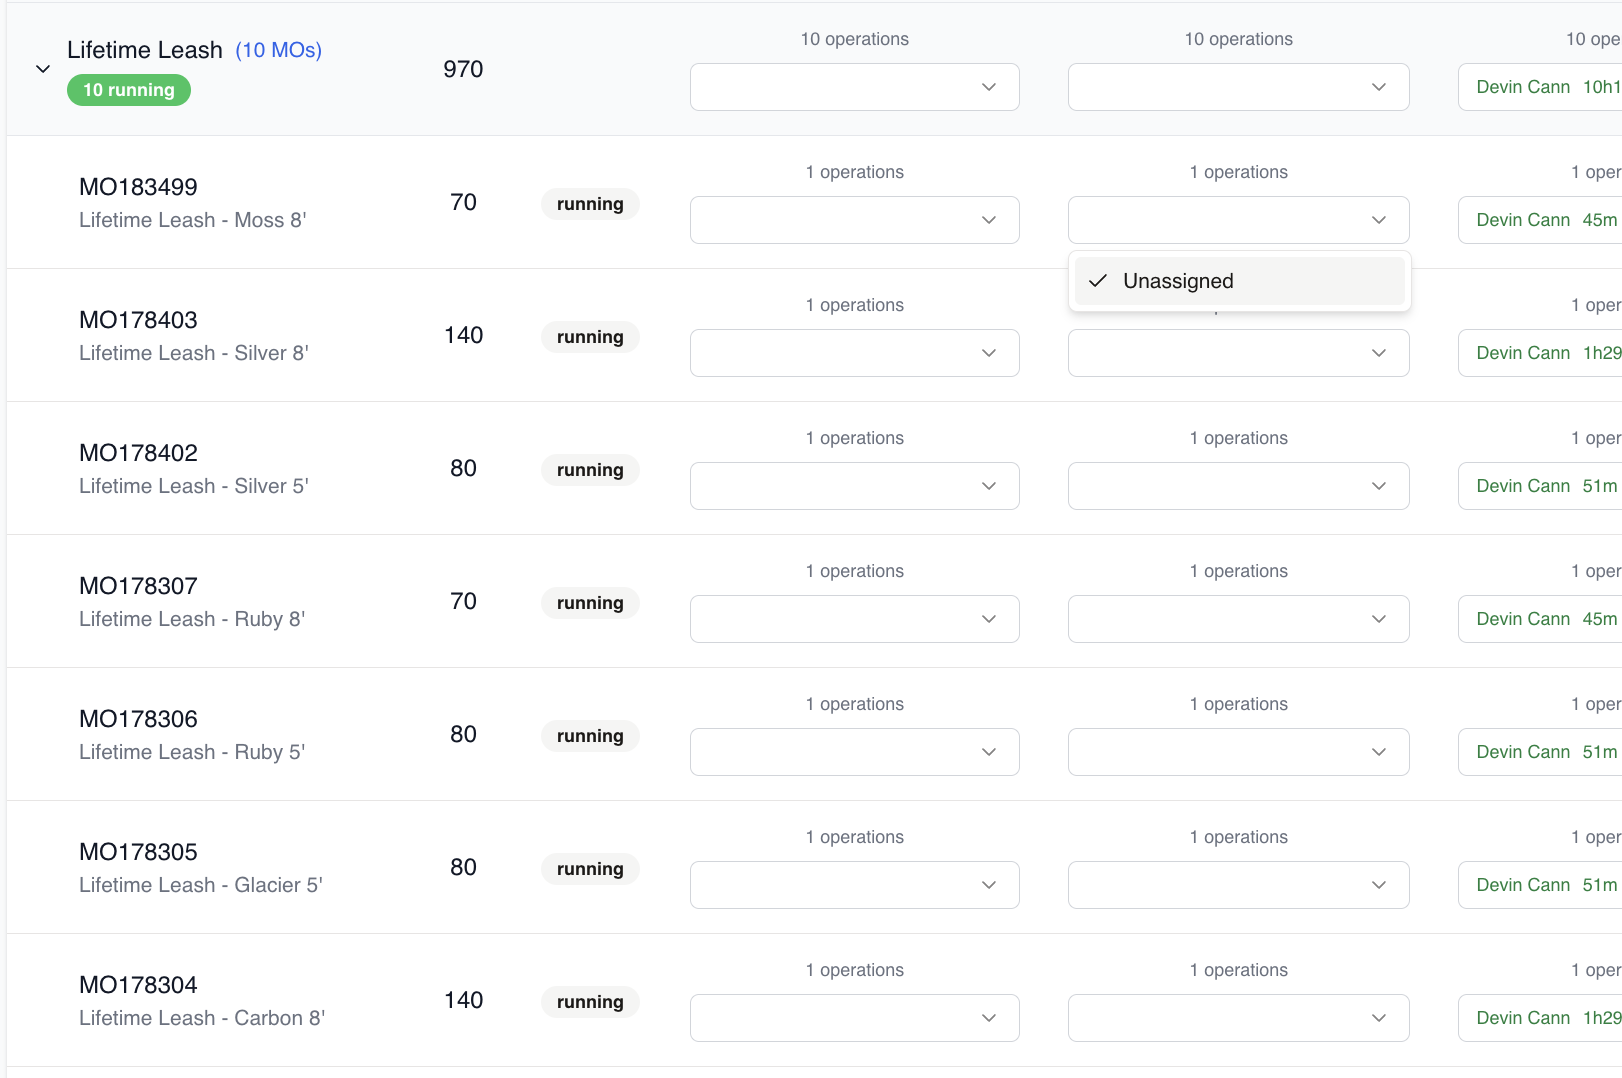 Lifetime Leash (10 MOs)
10 running
970
10 operations
10 operations
10 ope
Devin Cann 10h1
MO183499
Lifetime Leash - Moss 8'
70
running
1 operations
1 operations
1 oper
Devin Cann 45m
Unassigned
MO178403
Lifetime Leash - Silver 8'
140
running
1 operations
1 oper
Devin Cann 1h29
MO178402
Lifetime Leash - Silver 5'
80
running
1 operations
1 operations
1 oper
Devin Cann 51m
MO178307
Lifetime Leash - Ruby 8'
70
running
1 operations
1 operations
1 oper
Devin Cann 45m
MO178306
Lifetime Leash - Ruby 5'
80
running
1 operations
1 operations
1 oper
Devin Cann 51m
MO178305
Lifetime Leash - Glacier 5'
80
running
1 operations
1 operations
1 oper
Devin Cann 51m
MO178304
Lifetime Leash - Carbon 8'
140
running
1 operations
1 operations
1 oper
Devin Cann 1h29